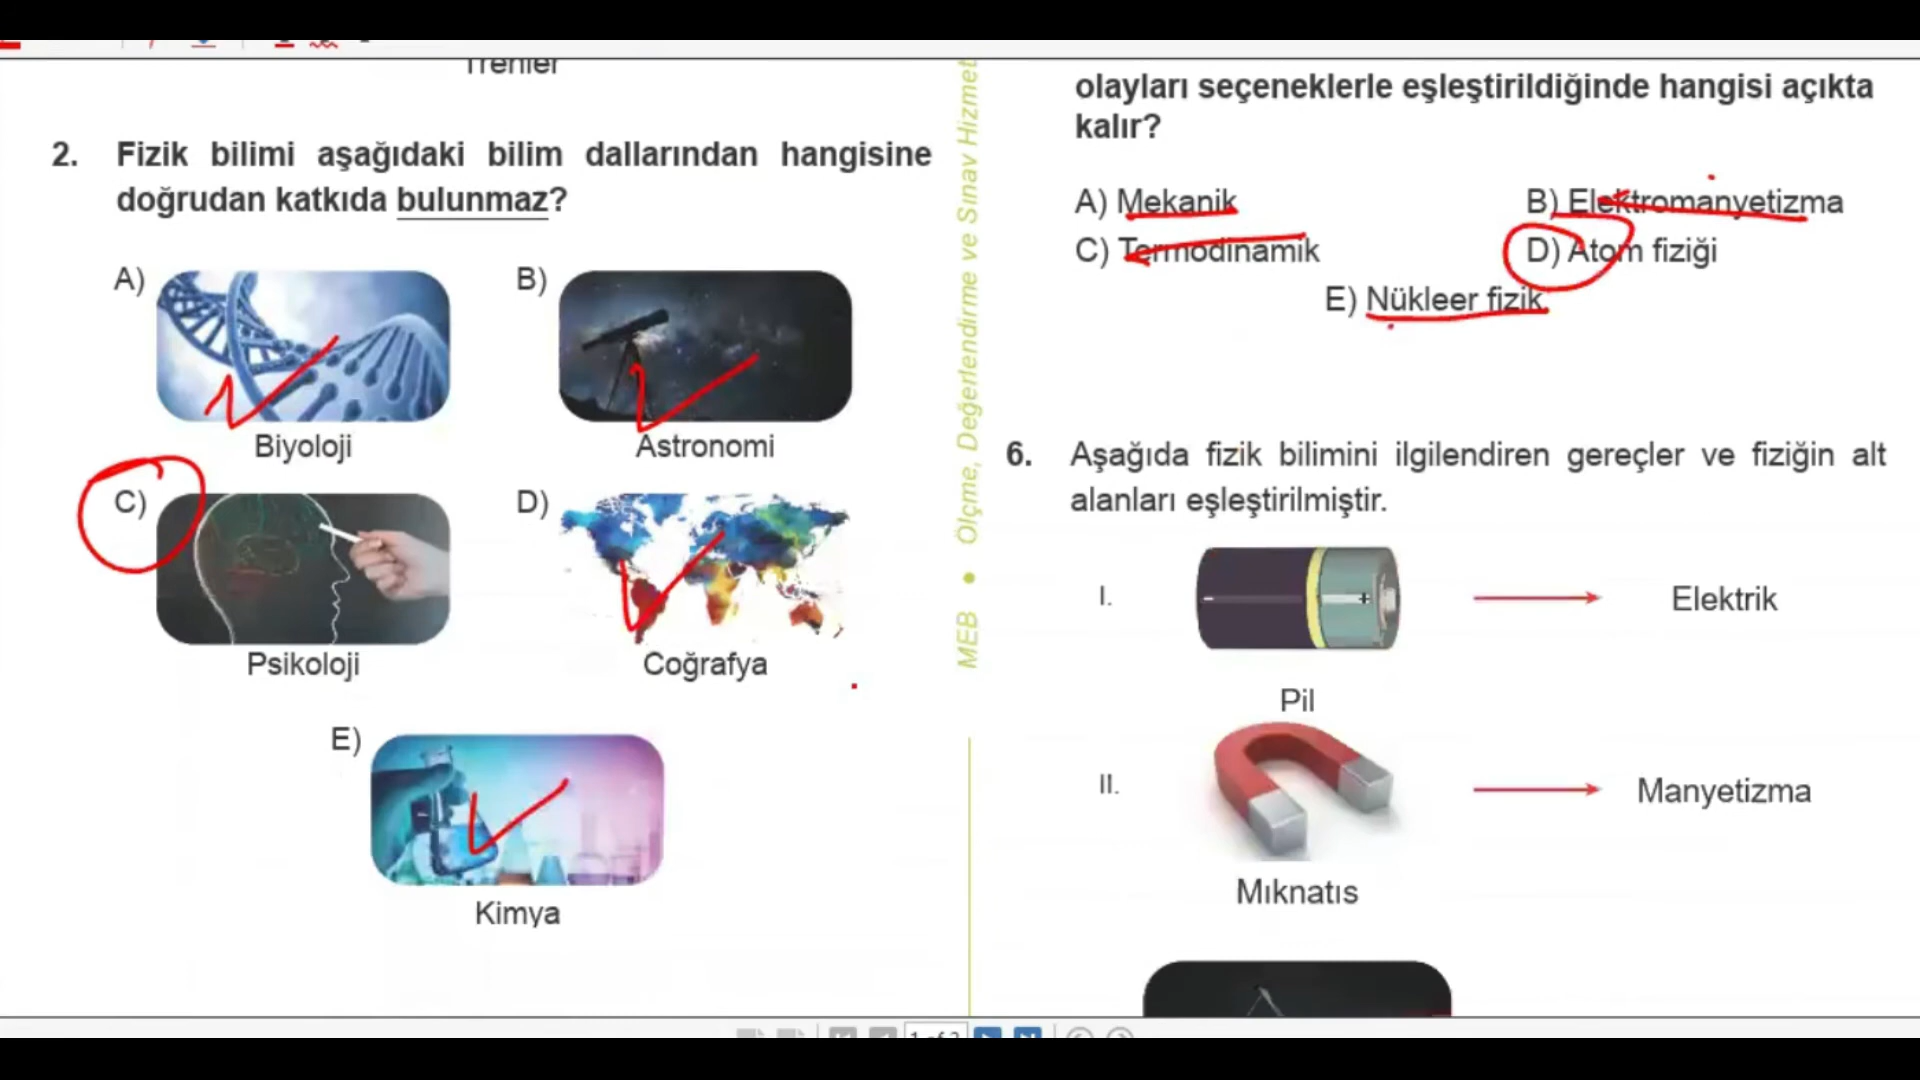 Trenler
2. Fizik bilimi aşağıdaki bilim dallarından hangisine
doğrudan katkıda bulunmaz?
A)
Biyoloji
B)
Astronomi
C)
Psikoloji
D)
Coğrafya
E)
Kimya
MEB • Ölçme, Değerlendirme ve Sınav Hizmet
olayları seçeneklerle eşleştirildiğinde hangisi açıkta
kalır?
A) Mekanik
B) Elektromanyetizma
C) Termodinamik
D) Atom fiziği
E) Nükleer fizik
6. Aşağıda fizik bilimini ilgilendiren gereçler ve fiziğin alt
alanları eşleştirilmiştir.
I.
Elektrik
Pil
II.
Manyetizma
Mıknatıs